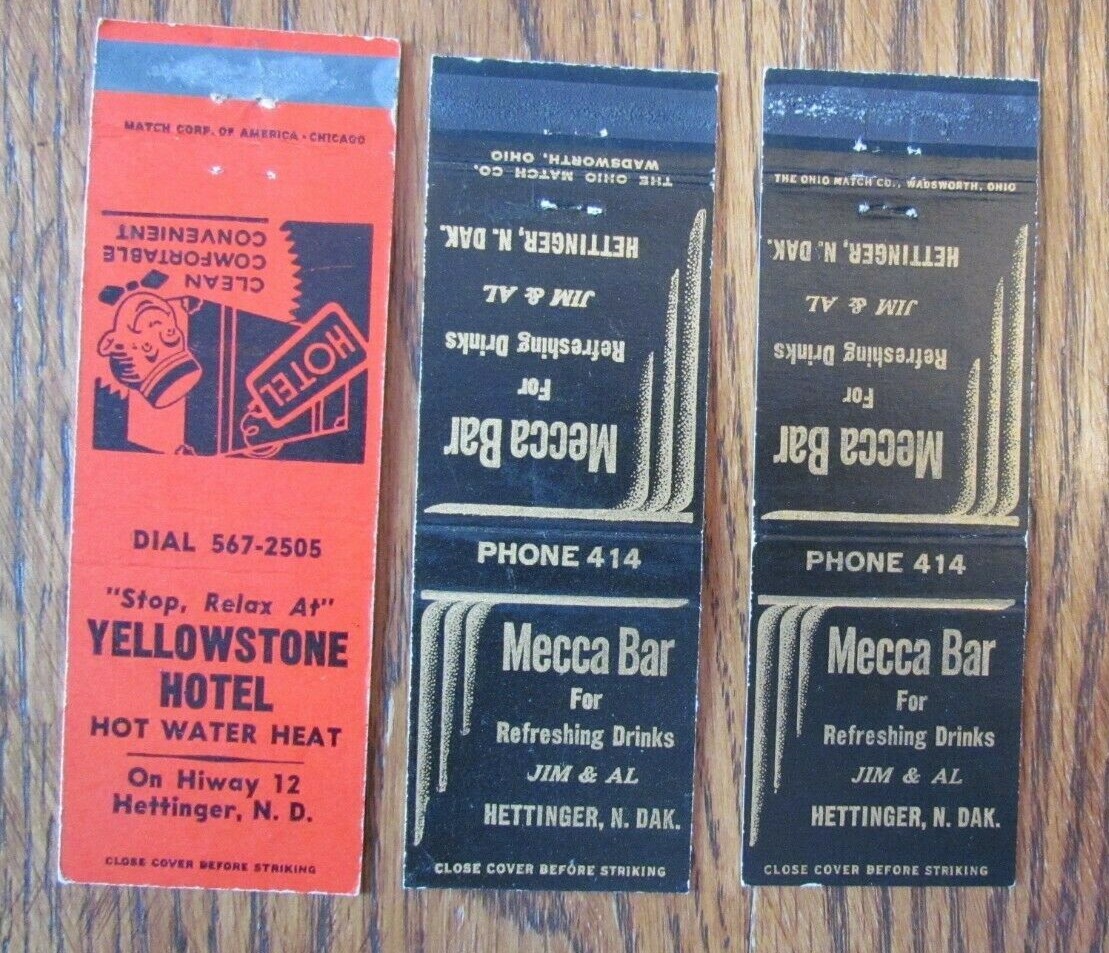 MATCH CORP. OF AMERICA - CHICAGO
CLEAN
COMFORTABLE
CONVENIENT
HOTEL
DIAL 567-2505
"Stop, Relax At"
YELLOWSTONE
HOTEL
HOT WATER HEAT
On Hiway 12
Hettinger, N. D.
CLOSE COVER BEFORE STRIKING
THE OHIO MATCH CO.
WADSWORTH, OHIO
Mecca Bar
For
Refreshing Drinks
JIM & AL
HETTINGER, N. DAK.
PHONE 414
Mecca Bar
For
Refreshing Drinks
JIM & AL
HETTINGER, N. DAK.
CLOSE COVER BEFORE STRIKING
THE OHIO MATCH CO., WADSWORTH, OHIO
Mecca Bar
For
Refreshing Drinks
JIM & AL
HETTINGER, N. DAK.
PHONE 414
Mecca Bar
For
Refreshing Drinks
JIM & AL
HETTINGER, N. DAK.
CLOSE COVER BEFORE STRIKING